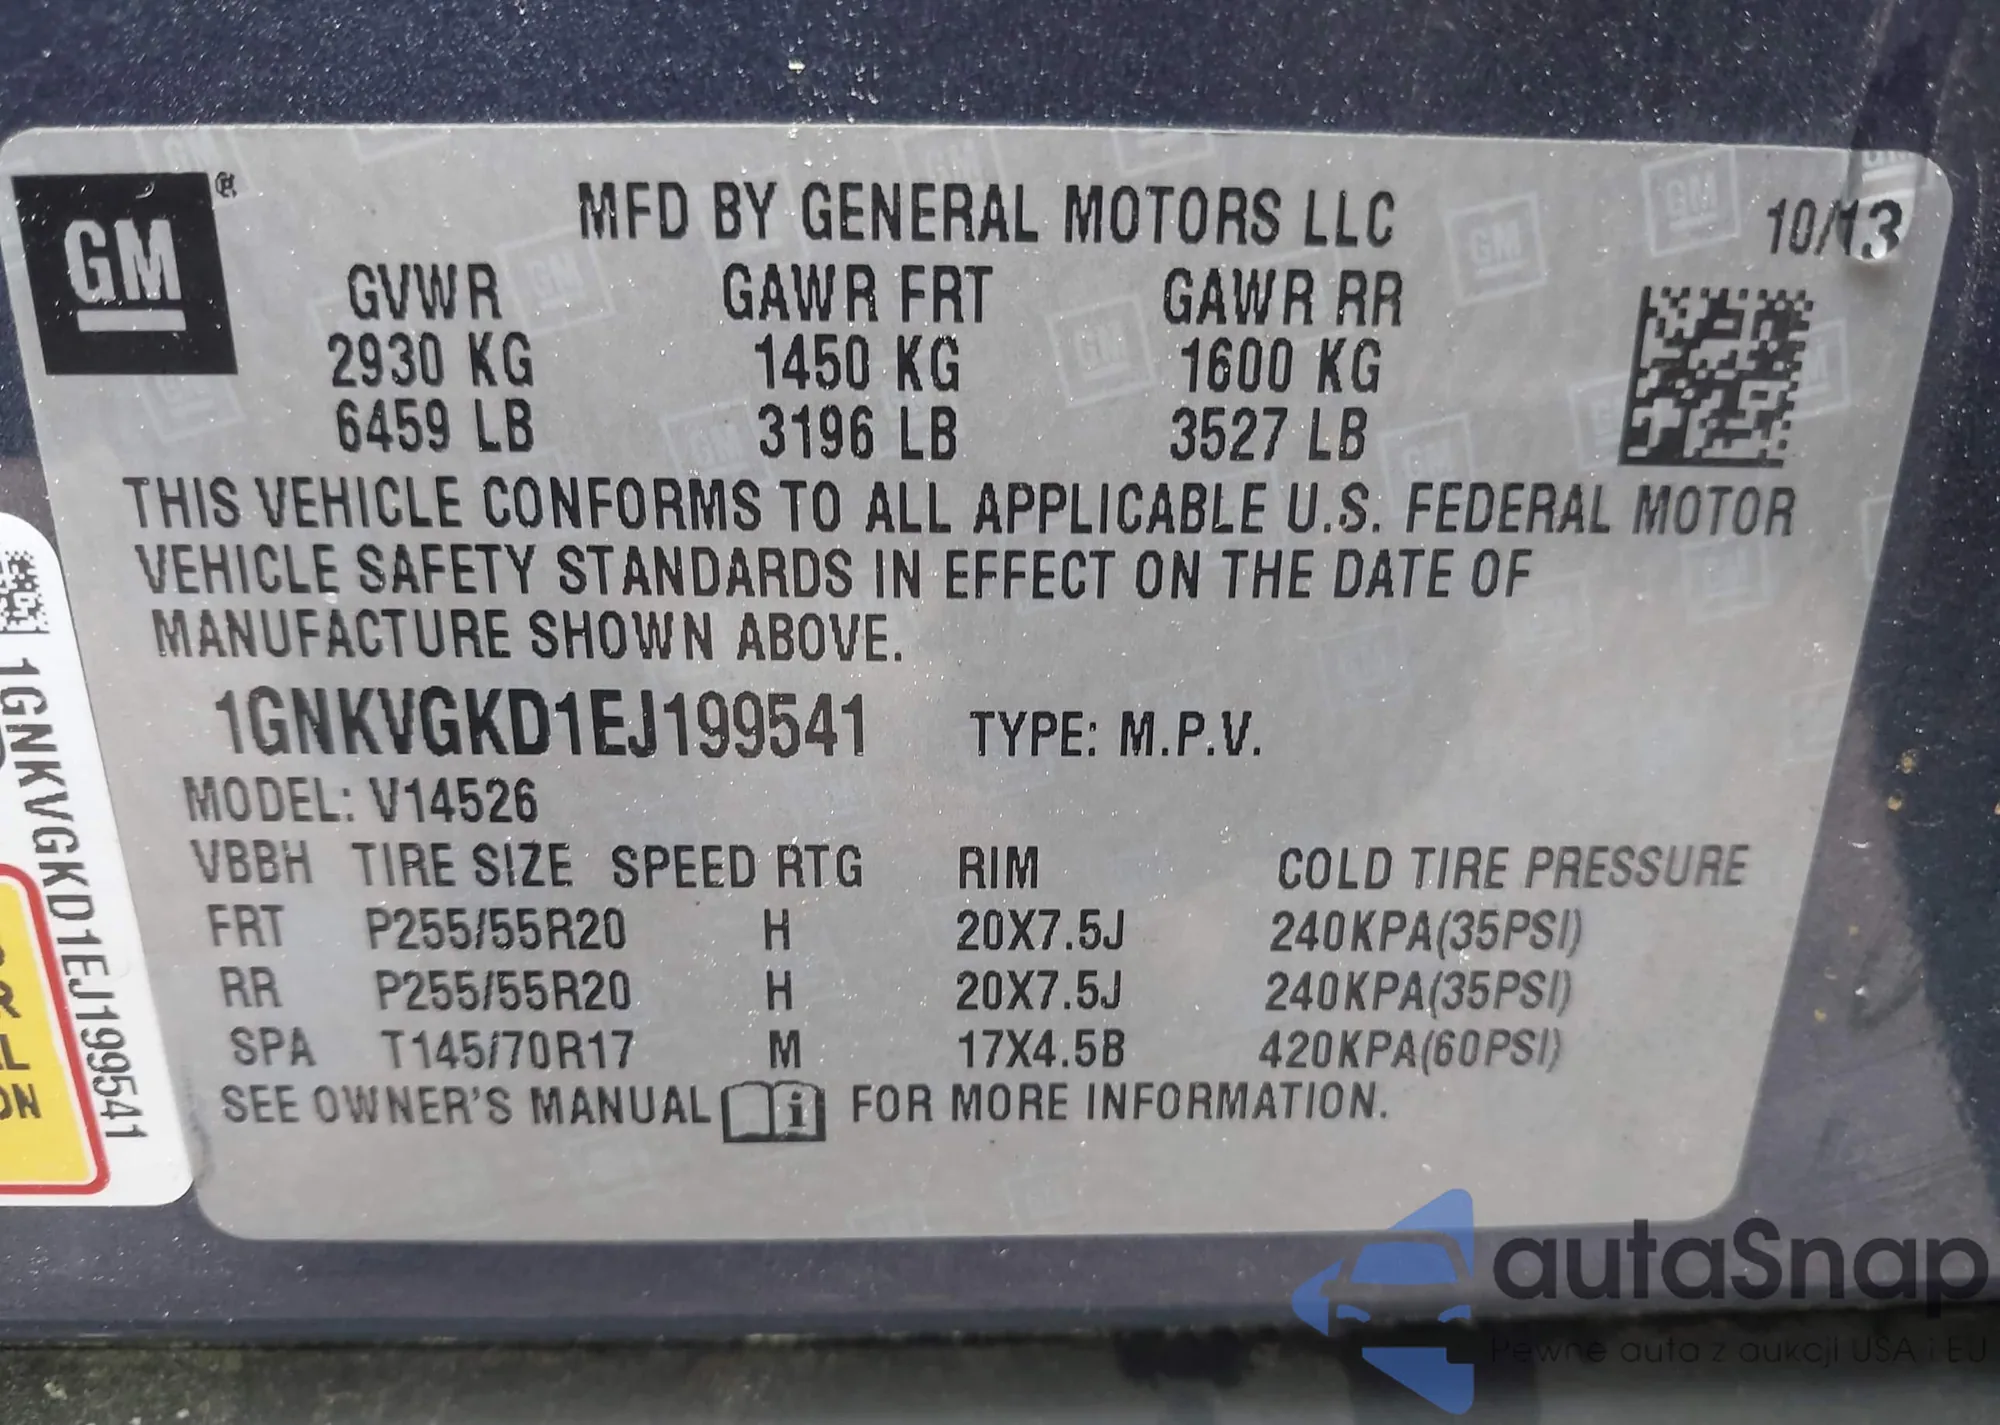 GM®
MFD BY GENERAL MOTORS LLC 10/13
GVWR GAWR FRT GAWR RR
2930 KG 1450 KG 1600 KG
6459 LB 3196 LB 3527 LB
THIS VEHICLE CONFORMS TO ALL APPLICABLE U.S. FEDERAL MOTOR
VEHICLE SAFETY STANDARDS IN EFFECT ON THE DATE OF
MANUFACTURE SHOWN ABOVE.
1GNKVGKD1EJ199541 TYPE: M.P.V.
MODEL: V14526
VBBH TIRE SIZE SPEED RTG RIM COLD TIRE PRESSURE
FRT P255/55R20 H 20X7.5J 240KPA(35PSI)
RR P255/55R20 H 20X7.5J 240KPA(35PSI)
SPA T145/70R17 M 17X4.5B 420KPA(60PSI)
SEE OWNER'S MANUAL i FOR MORE INFORMATION.
1GNKVGKD1EJ199541
autaSnap
Pewne auta z aukcji USA i EU